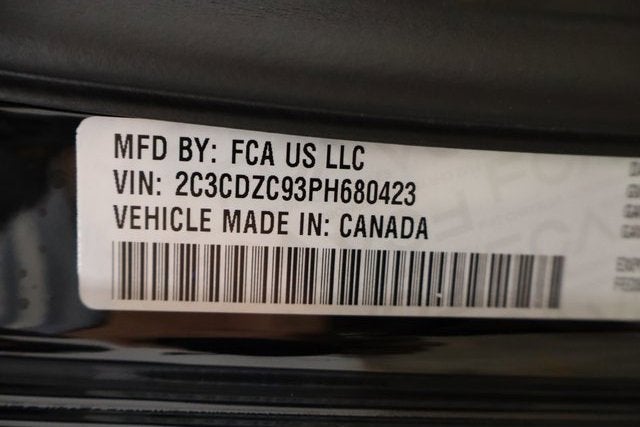 MFD BY: FCA US LLC
VIN: 2C3CDZC93PH680423
VEHICLE MADE IN: CANADA